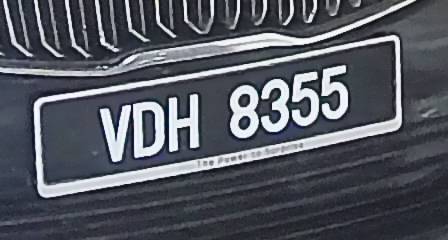 VDH 8355
The Power to Surprise